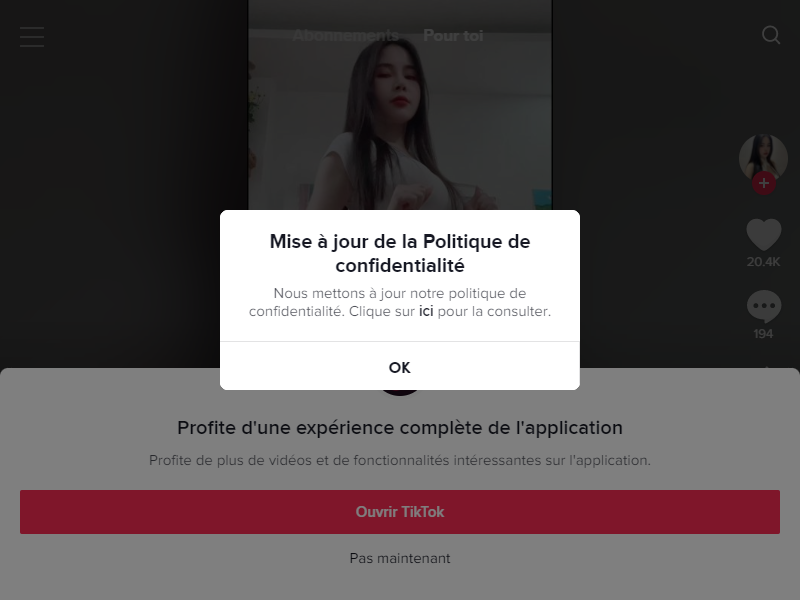 Abonnements Pour toi
20.4K
194
Mise à jour de la Politique de
confidentialité
Nous mettons à jour notre politique de
confidentialité. Clique sur ici pour la consulter.
OK
Profite d'une expérience complète de l'application
Profite de plus de vidéos et de fonctionnalités intéressantes sur l'application.
Ouvrir TikTok
Pas maintenant